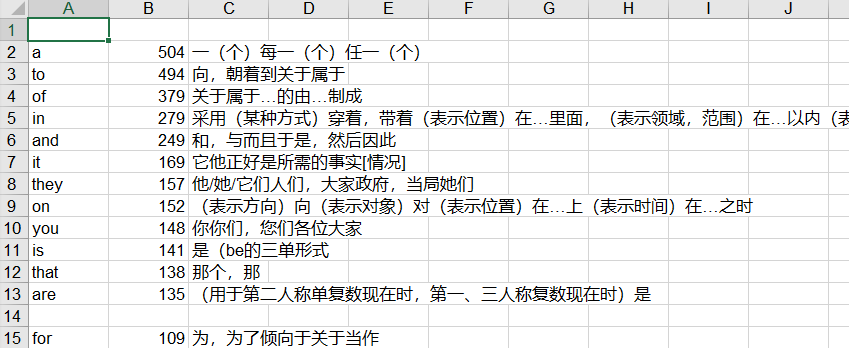 A B C D E F G H I J
1
2 a 504 一（个）每一（个）任一（个）
3 to 494 向，朝着到关于属于
4 of 379 关于属于…的由…制成
5 in 279 采用（某种方式）穿着，带着（表示位置）在…里面，（表示领域，范围）在…以内（表
6 and 249 和，与而且于是，然后因此
7 it 169 它他正好是所需的事实[情况]
8 they 157 他/她/它们人们，大家政府，当局她们
9 on 152 （表示方向）向（表示对象）对（表示位置）在…上（表示时间）在…之时
10 you 148 你你们，您们各位大家
11 is 141 是（be的三单形式
12 that 138 那个，那
13 are 135 （用于第二人称单复数现在时，第一、三人称复数现在时）是
14
15 for 109 为，为了倾向于关于当作